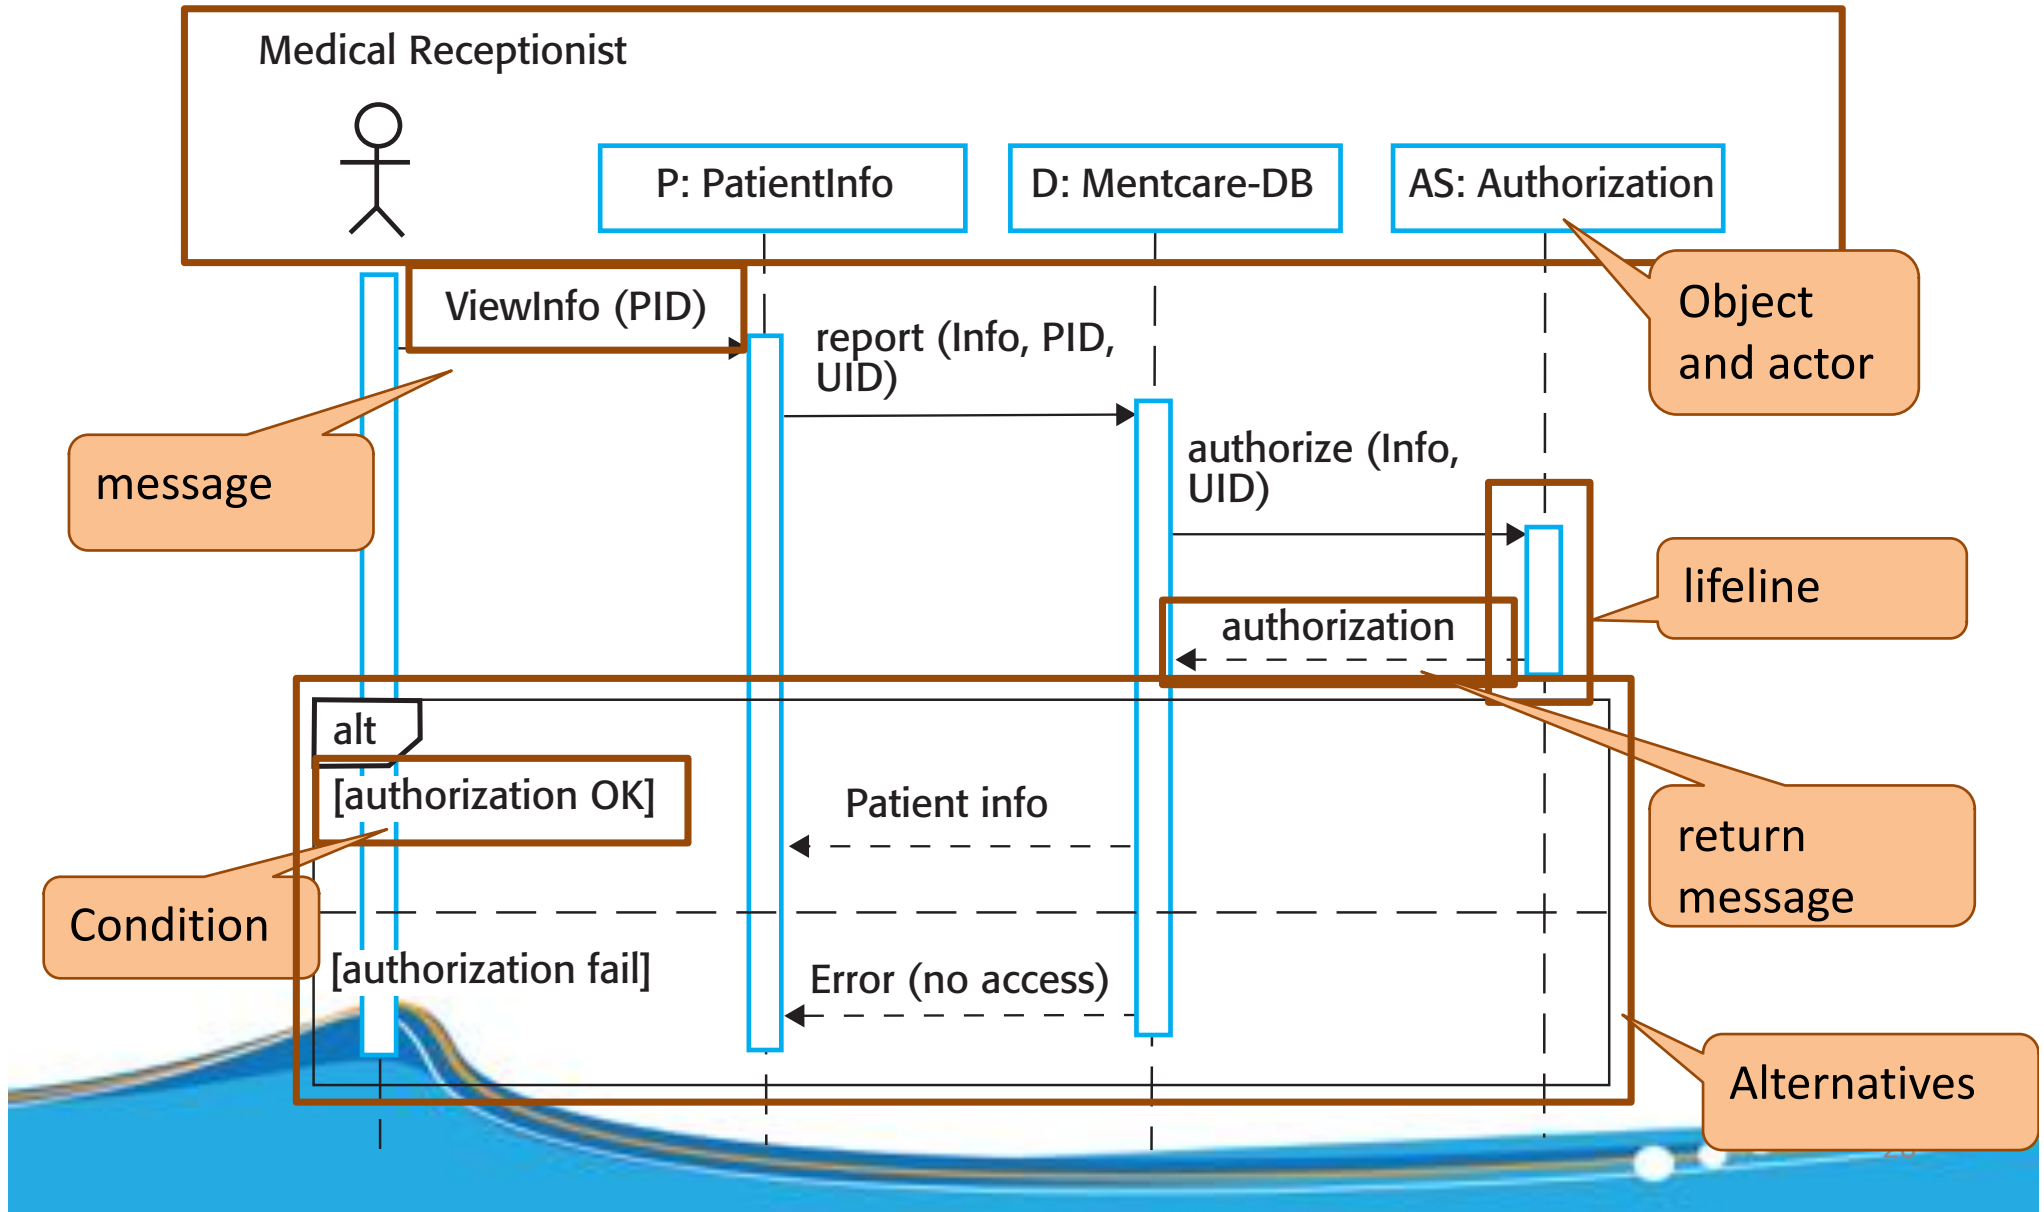 Medical Receptionist
P: PatientInfo
D: Mentcare-DB
AS: Authorization
ViewInfo (PID)
report (Info, PID,
UID)
Object
and actor
message
authorize (Info,
UID)
lifeline
authorization
alt
[authorization OK]
Patient info
return
message
Condition
[authorization fail]
Error (no access)
Alternatives